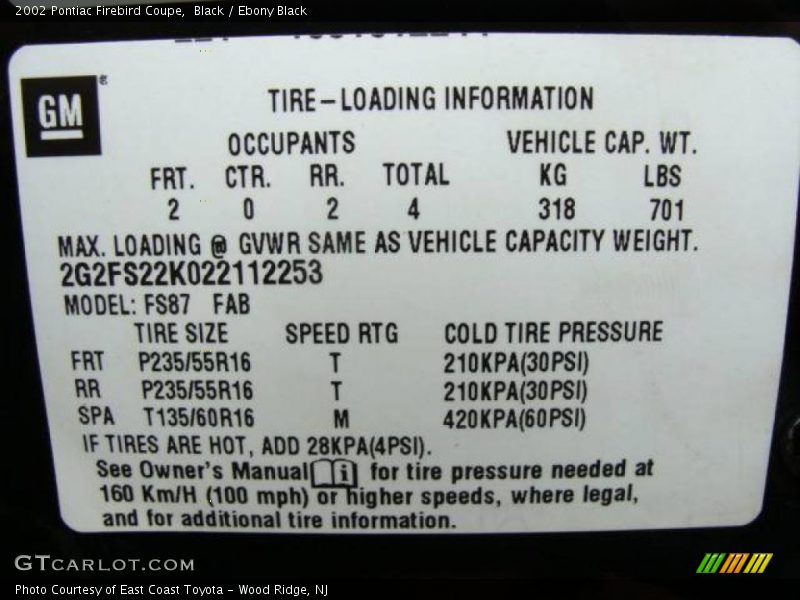 2002 Pontiac Firebird Coupe, Black / Ebony Black
GM
TIRE-LOADING INFORMATION
OCCUPANTS VEHICLE CAP. WT.
FRT. CTR. RR. TOTAL KG LBS
2 0 2 4 318 701
MAX. LOADING @ GVWR SAME AS VEHICLE CAPACITY WEIGHT.
2G2FS22K022112253
MODEL: FS87 FAB
TIRE SIZE SPEED RTG COLD TIRE PRESSURE
FRT P235/55R16 T 210KPA(30PSI)
RR P235/55R16 T 210KPA(30PSI)
SPA T135/60R16 M 420KPA(60PSI)
IF TIRES ARE HOT, ADD 28KPA(4PSI).
See Owner's Manual for tire pressure needed at
160 Km/H (100 mph) or higher speeds, where legal,
and for additional tire information.
GTCARLOT.COM
Photo Courtesy of East Coast Toyota - Wood Ridge, NJ